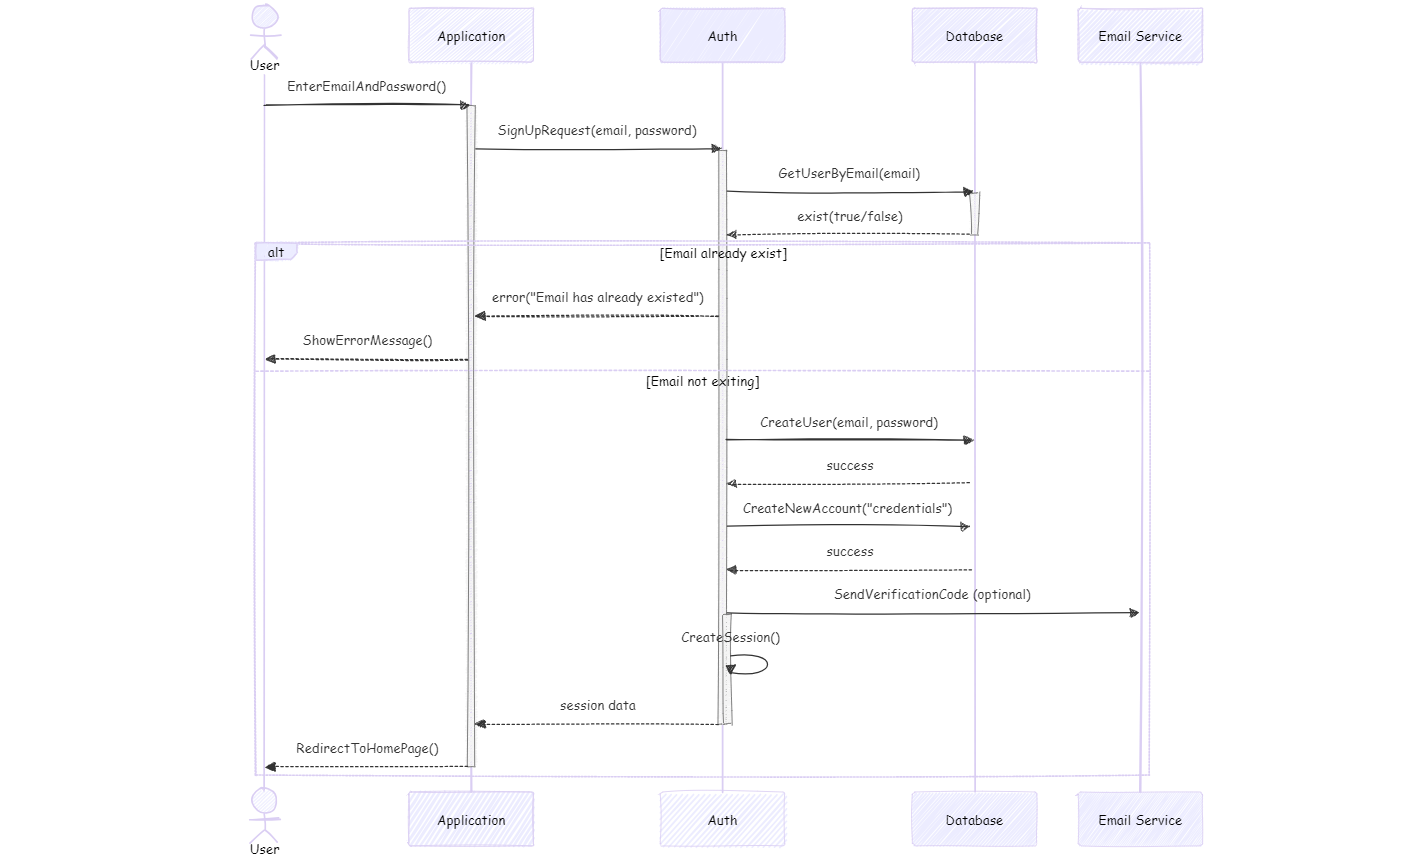 User
Application
Auth
Database
Email Service
EnterEmailAndPassword()
SignUpRequest(email, password)
GetUserByEmail(email)
exist(true/false)
alt
[Email already exist]
error("Email has already existed")
ShowErrorMessage()
[Email not exiting]
CreateUser(email, password)
success
CreateNewAccount("credentials")
success
SendVerificationCode (optional)
CreateSession()
session data
RedirectToHomePage()
User
Application
Auth
Database
Email Service